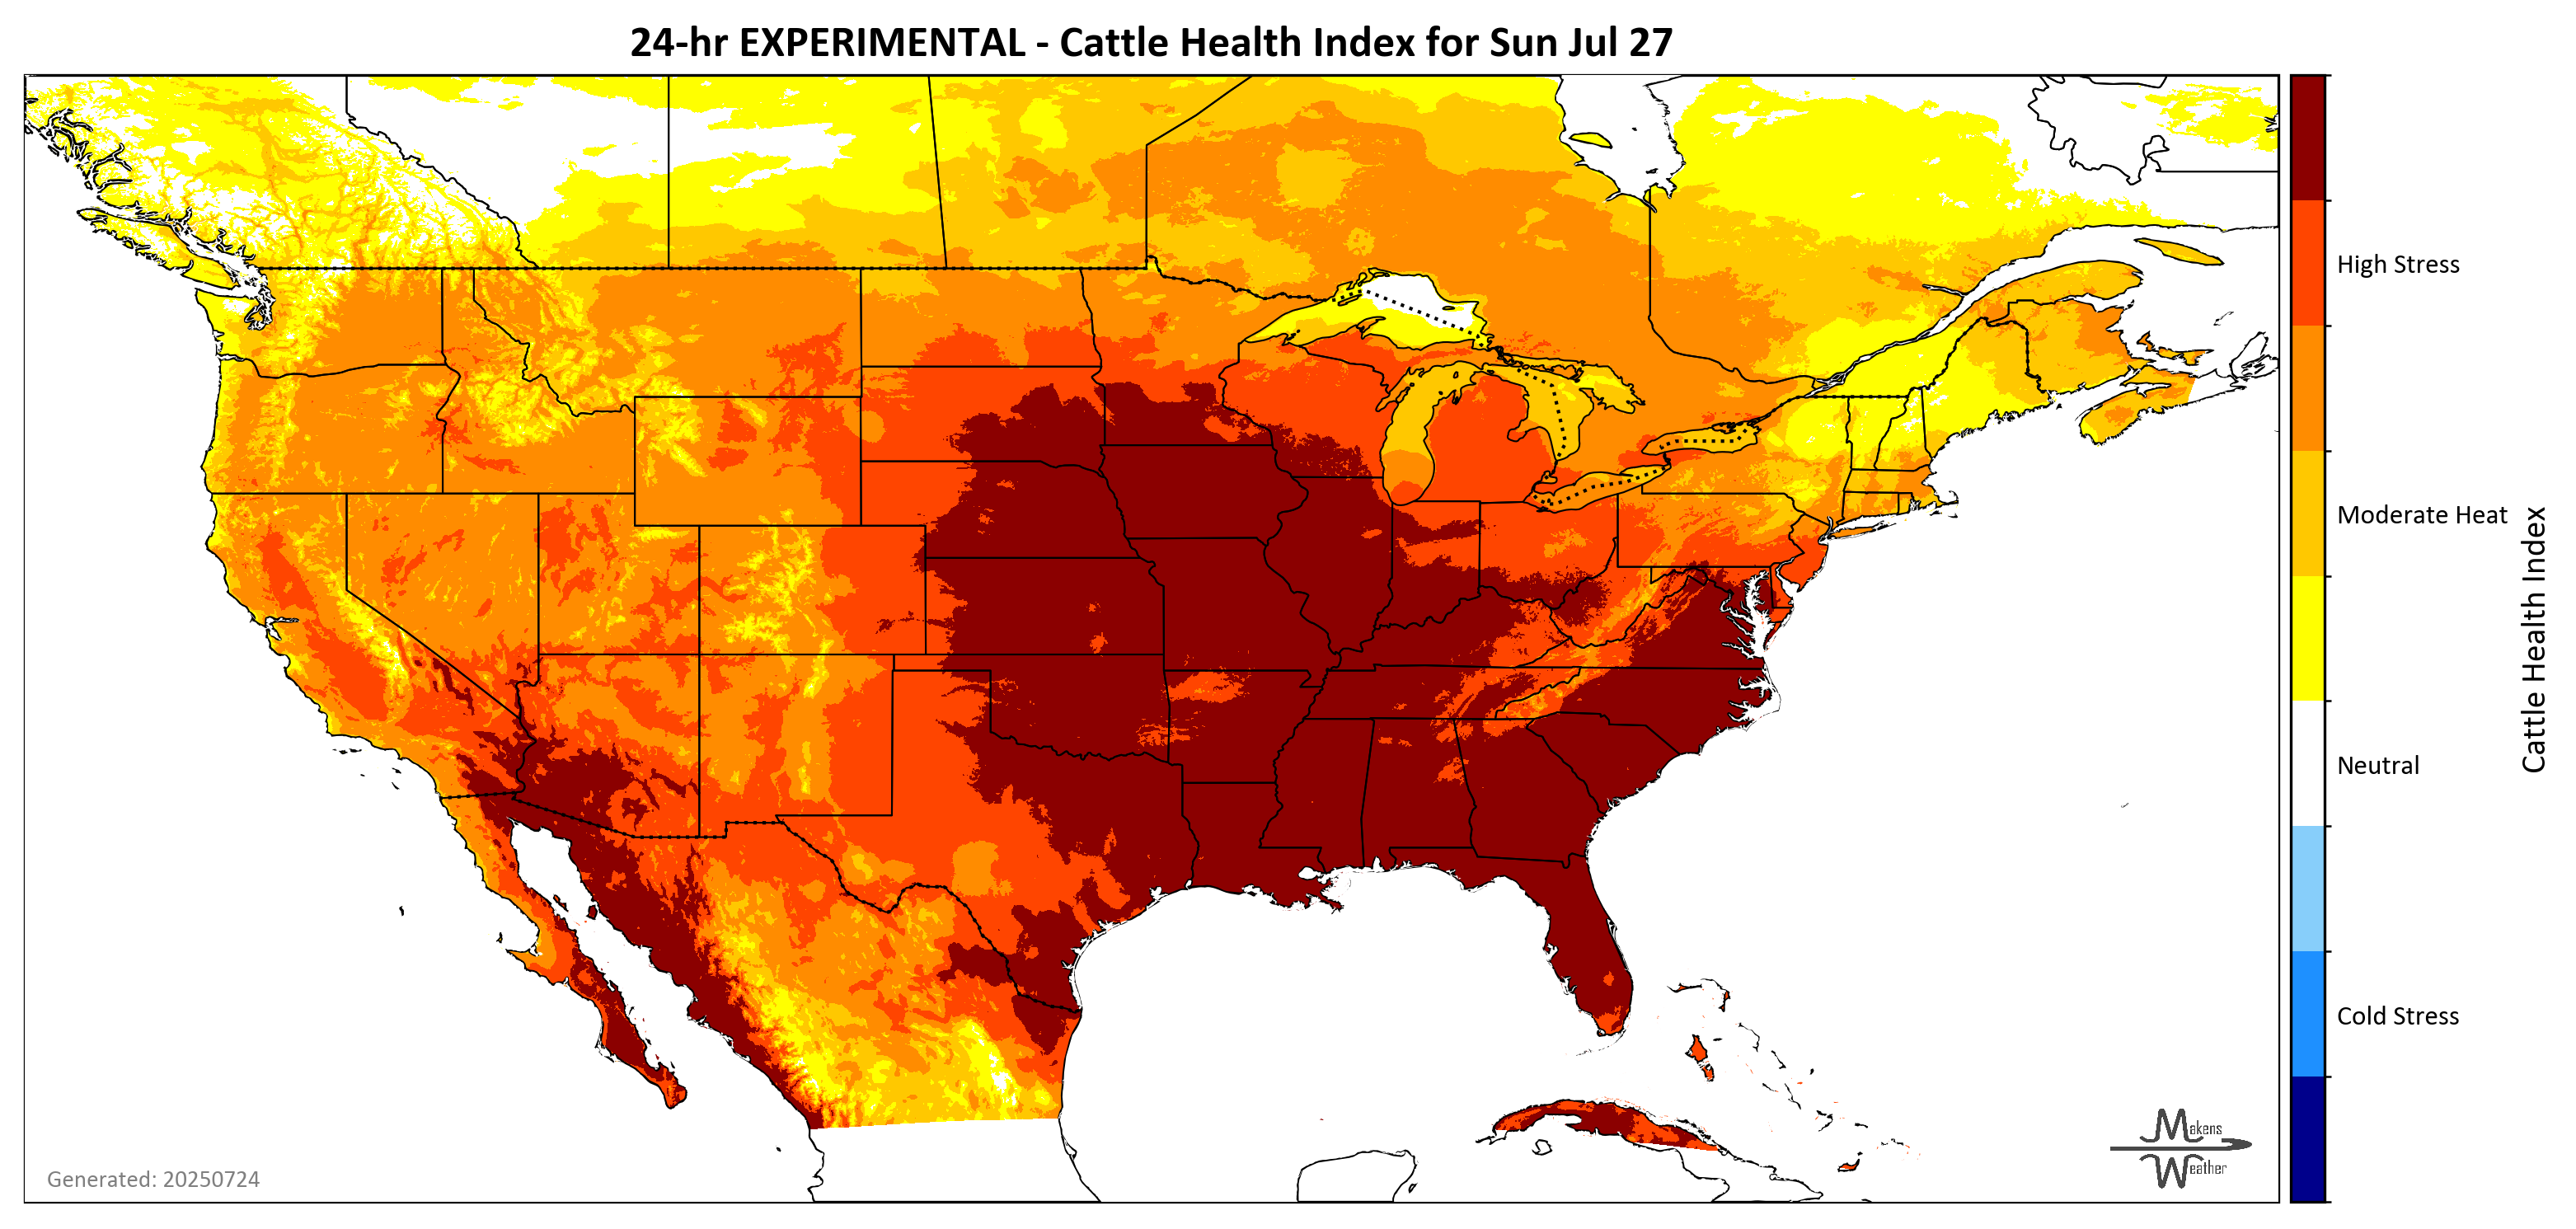 24-hr EXPERIMENTAL - Cattle Health Index for Sun Jul 27
High Stress
Moderate Heat
Neutral
Cold Stress
Cattle Health Index
Makens
Weather
Generated: 20250724